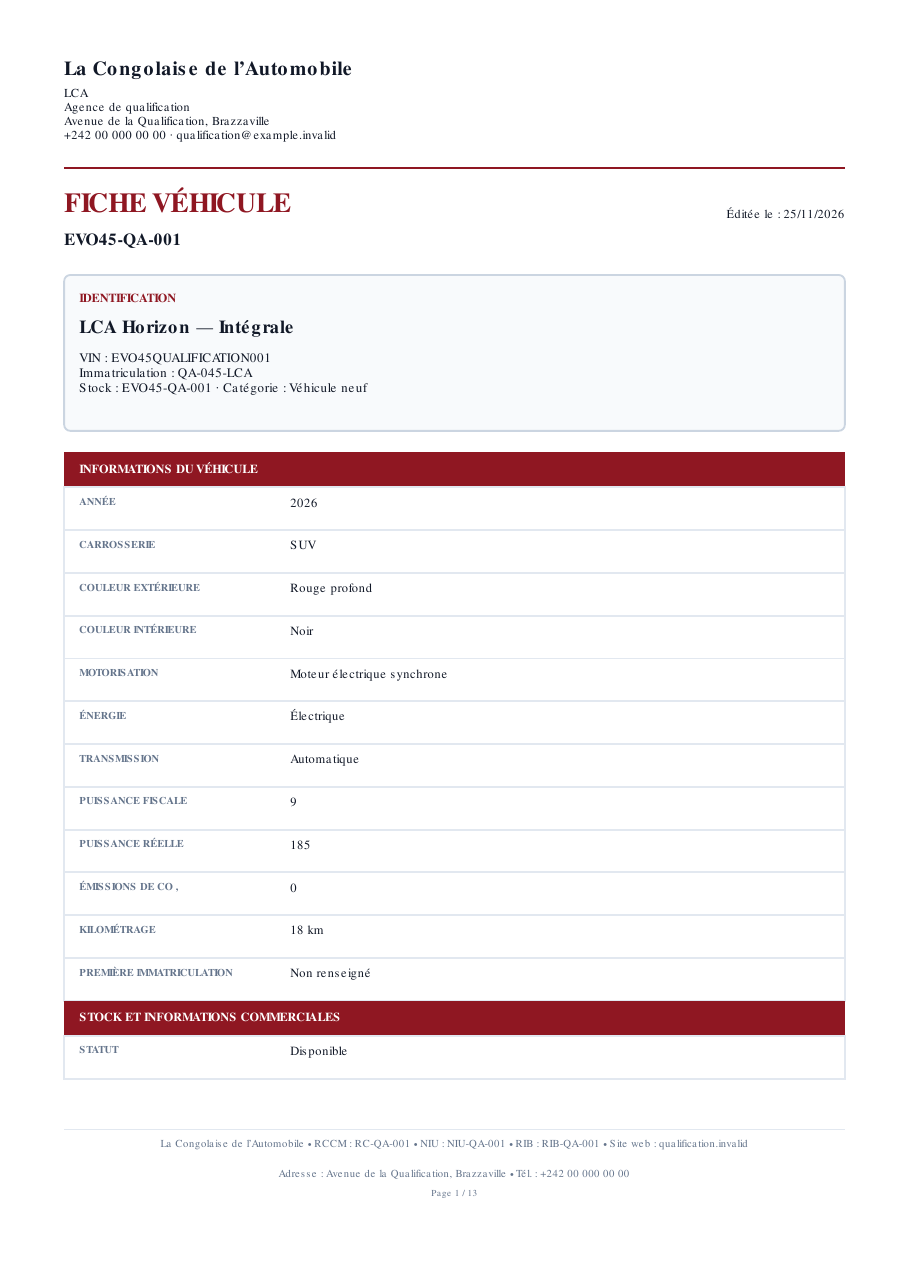 La Congolaise de l’Automobile
LCA
Agence de qualification
Avenue de la Qualification, Brazzaville
+242 00 000 00 00 · qualification@example.invalid
FICHE VÉHICULE
Éditée le : 25/11/2026
EVO45-QA-001
IDENTIFICATION
LCA Horizon — Intégrale
VIN : EVO45QUALIFICATION001
Immatriculation : QA-045-LCA
Stock : EVO45-QA-001 · Catégorie : Véhicule neuf
INFORMATIONS DU VÉHICULE
ANNÉE 2026
CARROSSERIE SUV
COULEUR EXTÉRIEURE Rouge profond
COULEUR INTÉRIEURE Noir
MOTORISATION Moteur électrique synchrone
ÉNERGIE Électrique
TRANSMISSION Automatique
PUISSANCE FISCALE 9
PUISSANCE RÉELLE 185
ÉMISSIONS DE CO , 0
KILOMÉTRAGE 18 km
PREMIÈRE IMMATRICULATION Non renseigné
STOCK ET INFORMATIONS COMMERCIALES
STATUT Disponible
La Congolaise de l’Automobile • RCCM : RC-QA-001 • NIU : NIU-QA-001 • RIB : RIB-QA-001 • Site web : qualification.invalid
Adresse : Avenue de la Qualification, Brazzaville • Tél. : +242 00 000 00 00
Page 1 / 13